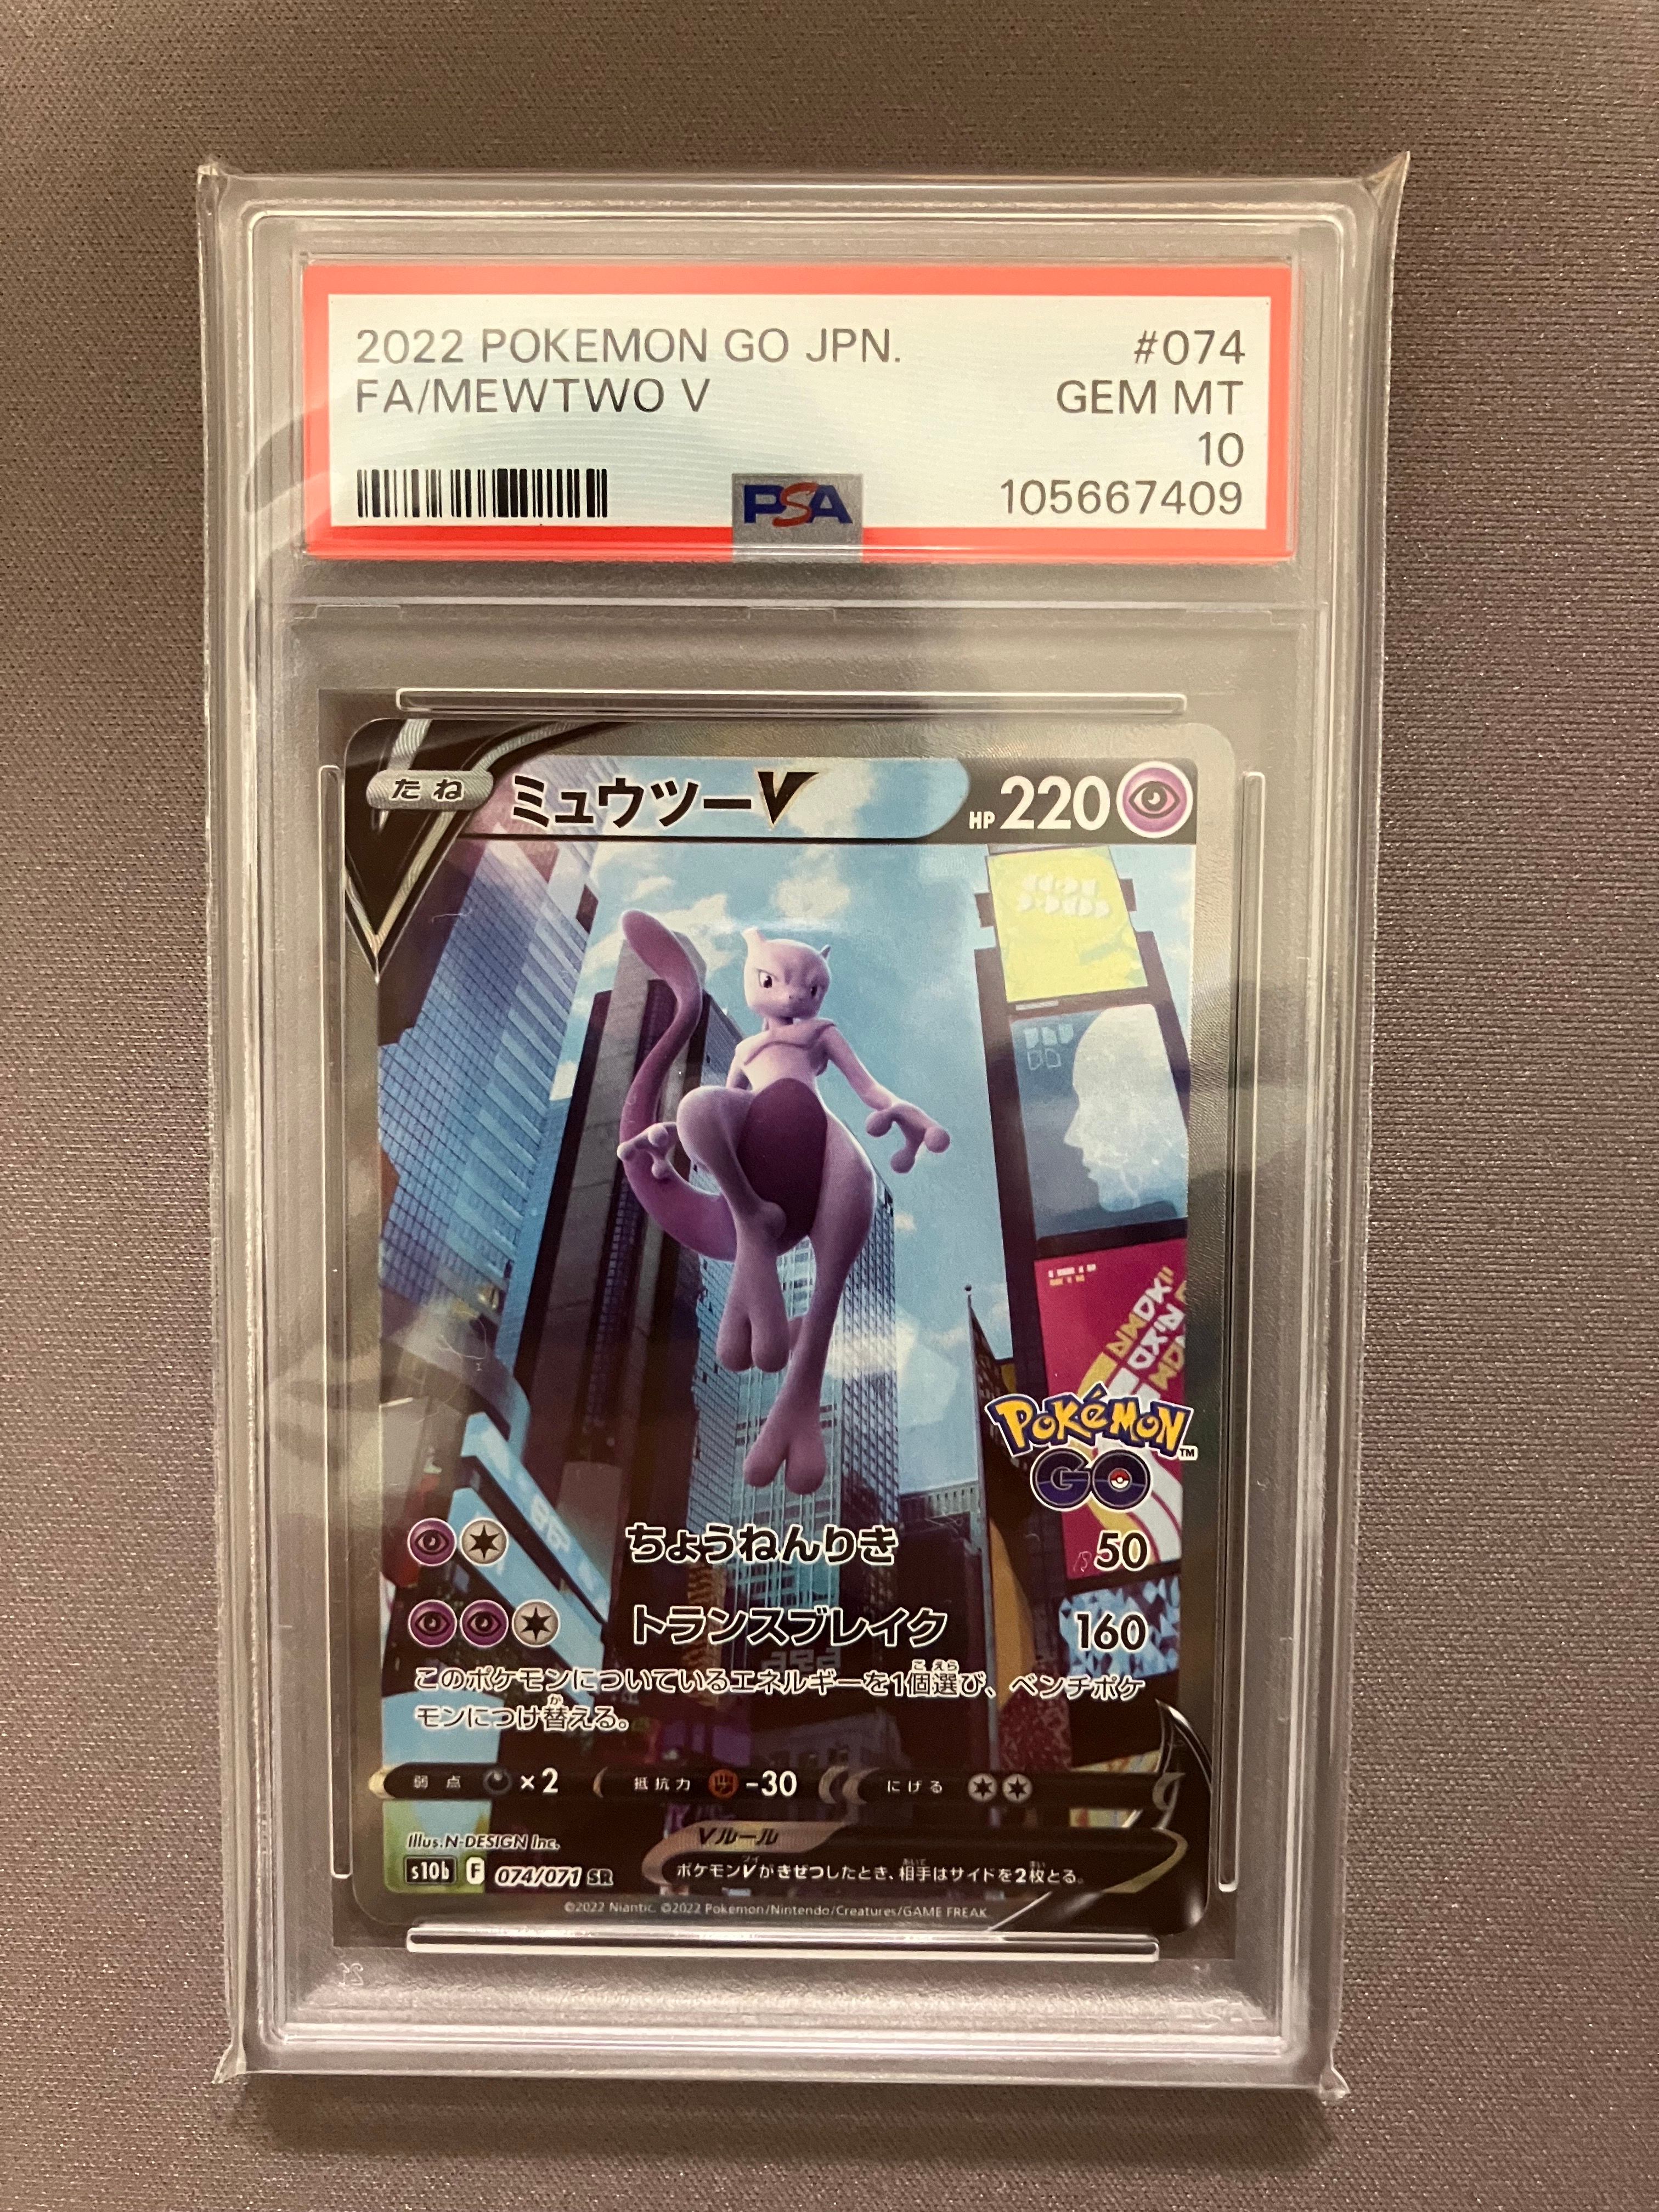 2022 POKEMON GO JPN. #074
FA/MEWTWO V GEM MT
10
PSA 105667409
たね ミュウツーV HP 220
POKéMON™
GO
ちょうねんりき 50
トランスブレイク 160
このポケモンについているエネルギーを1個選び、ベンチポケ
モンにつけ替える。
弱点 ×2 抵抗力 -30 にげる
Illus. N-DESIGN Inc.
Vルール
s10b F 074/071 SR
ポケモンVがきぜつしたとき、相手はサイドを2枚とる。
©2022 Niantic. ©2022 Pokémon/Nintendo/Creatures/GAME FREAK